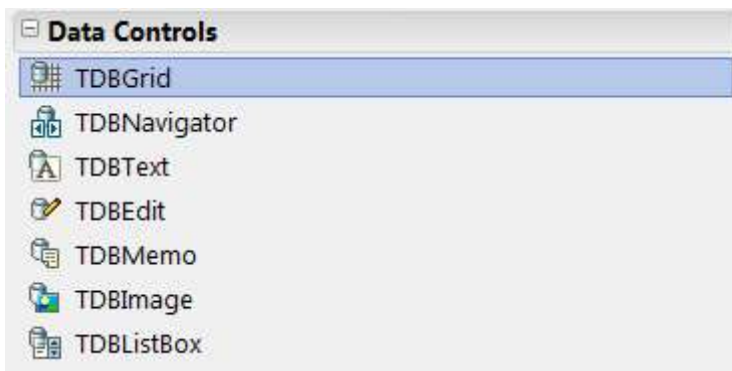 Data Controls
TDBGrid
TDBNavigator
TDBText
TDBEdit
TDBMemo
TDBImage
TDBListBox